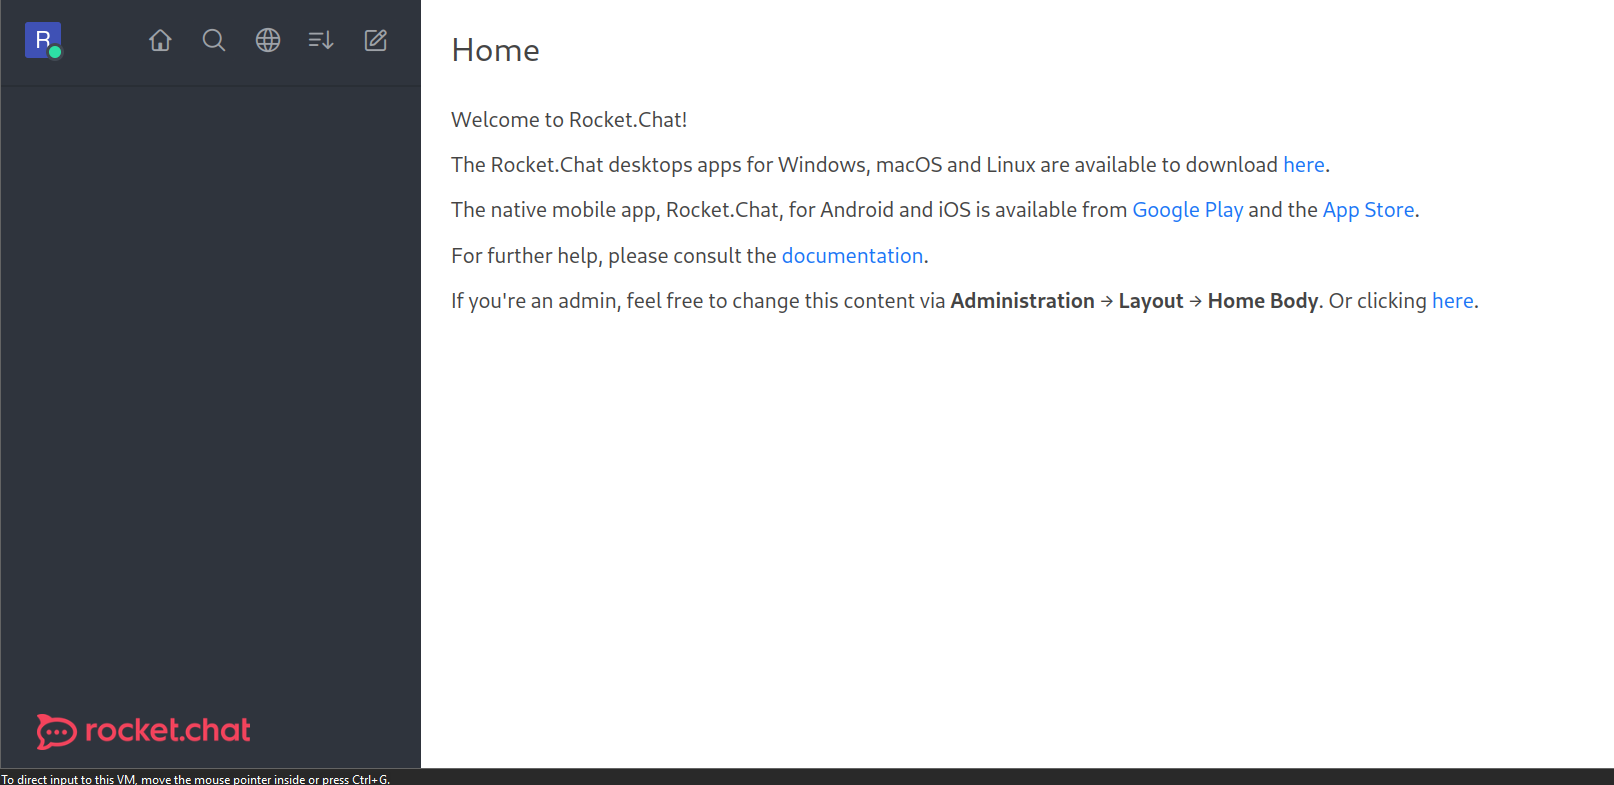 R
Home
Welcome to Rocket.Chat!
The Rocket.Chat desktops apps for Windows, macOS and Linux are available to download here.
The native mobile app, Rocket.Chat, for Android and iOS is available from Google Play and the App Store.
For further help, please consult the documentation.
If you're an admin, feel free to change this content via Administration → Layout → Home Body. Or clicking here.
rocket.chat
To direct input to this VM, move the mouse pointer inside or press Ctrl+G.